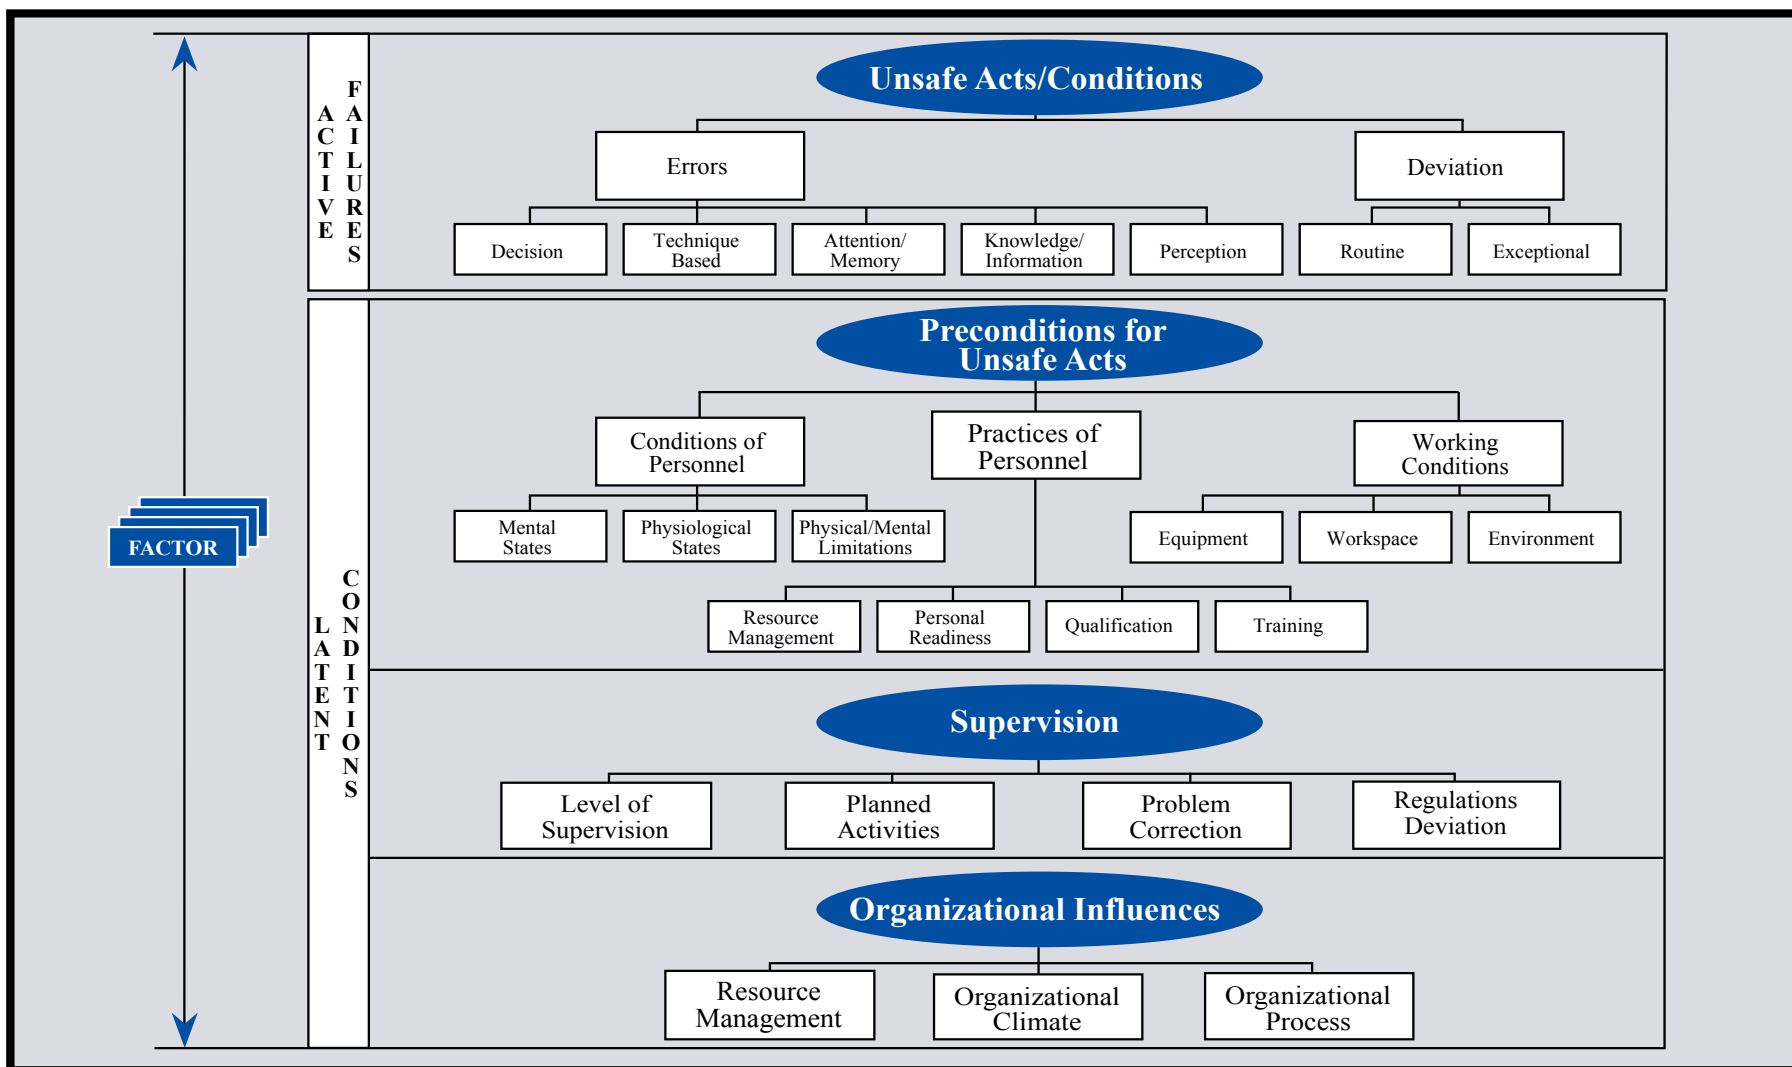 ACTIVE
FAILURES
Unsafe Acts/Conditions
Errors
Deviation
Decision
Technique
Based
Attention/
Memory
Knowledge/
Information
Perception
Routine
Exceptional
FACTOR
LATENT
CONDITIONS
Preconditions for
Unsafe Acts
Conditions of
Personnel
Practices of
Personnel
Working
Conditions
Mental
States
Physiological
States
Physical/Mental
Limitations
Equipment
Workspace
Environment
Resource
Management
Personal
Readiness
Qualification
Training
Supervision
Level of
Supervision
Planned
Activities
Problem
Correction
Regulations
Deviation
Organizational Influences
Resource
Management
Organizational
Climate
Organizational
Process